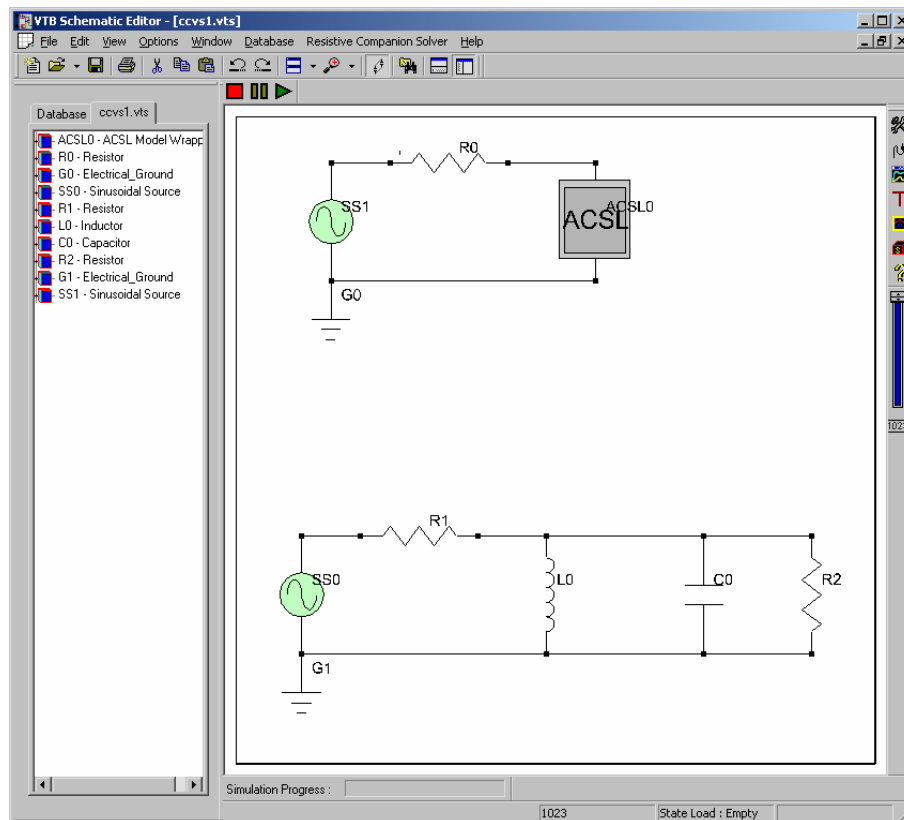 VTB Schematic Editor - [ccvs1.vts]
File Edit View Options Window Database Resistive Companion Solver Help
Database ccvs1.vts
ACSL0 - ACSL Model Wrapp
R0 - Resistor
G0 - Electrical_Ground
SS0 - Sinusoidal Source
R1 - Resistor
L0 - Inductor
C0 - Capacitor
R2 - Resistor
G1 - Electrical_Ground
SS1 - Sinusoidal Source
R0
SS1
ACSL
ACSL0
G0
R1
SS0
L0
C0
R2
G1
T
1023
Simulation Progress :
1023 State Load : Empty